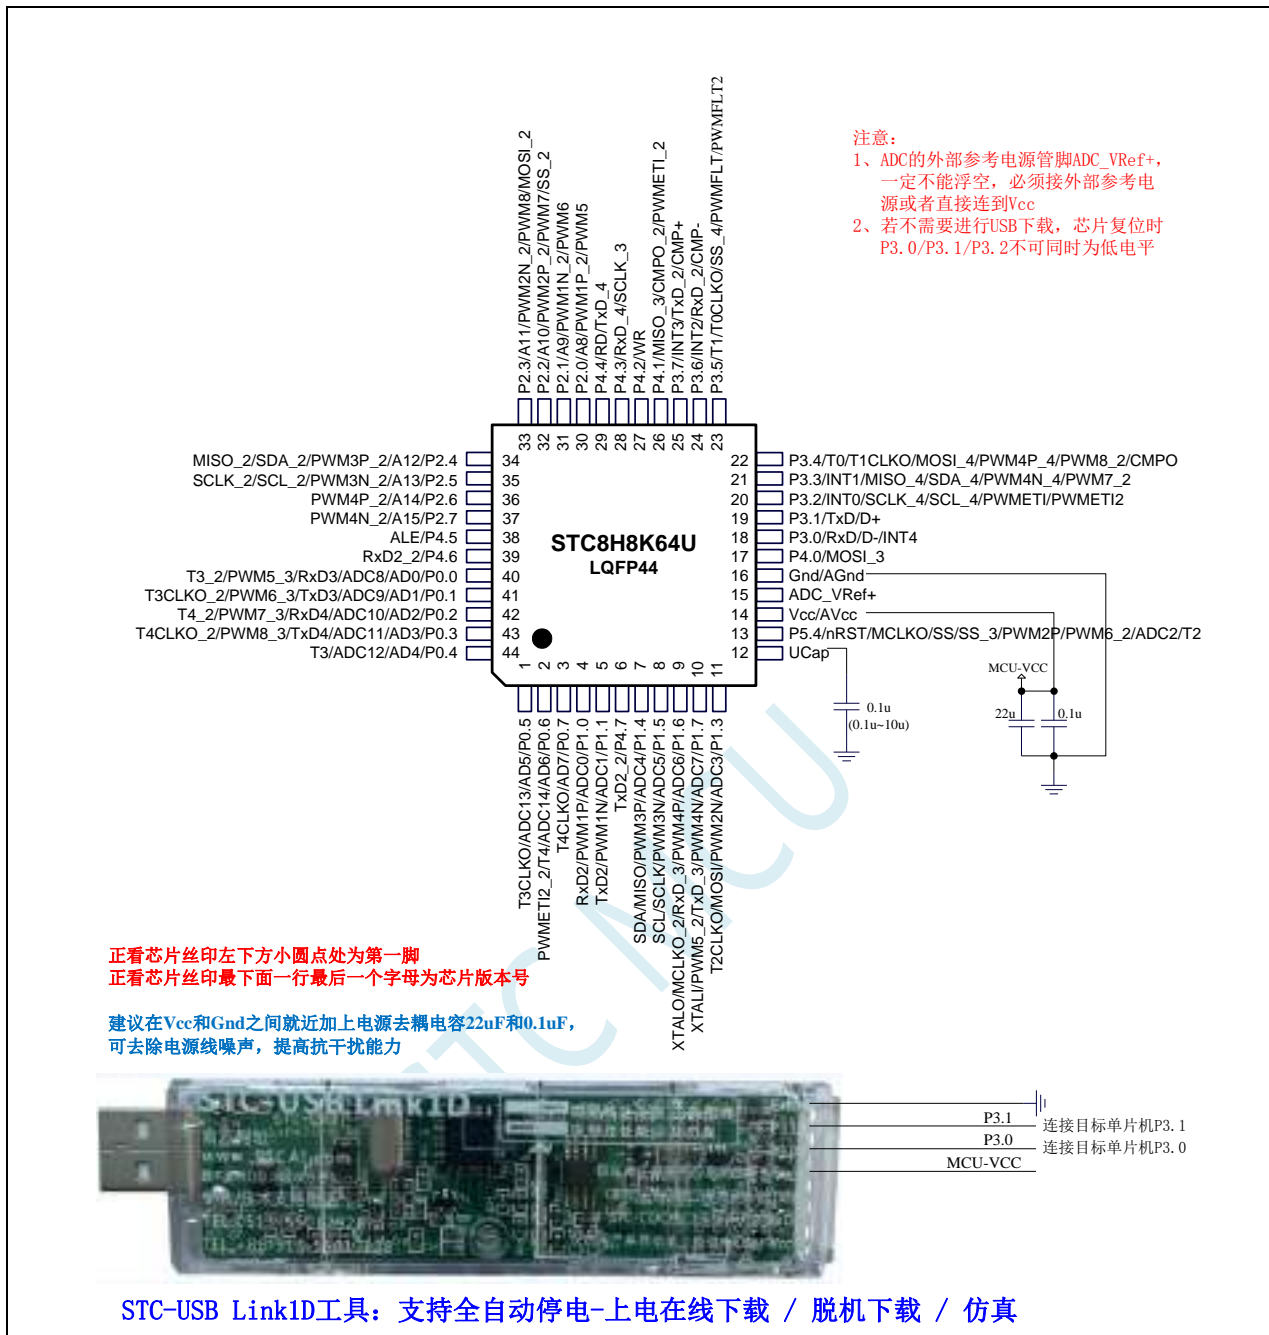 注意:
1、ADC的外部参考电源管脚ADC_VRef+,
一定不能浮空，必须接外部参考电
源或者直接连到Vcc
2、若不需要进行USB下载，芯片复位时
P3.0/P3.1/P3.2不可同时为低电平
P2.3/A11/PWM2N_2/PWM8/MOSI_2
P2.2/A10/PWM2P_2/PWM7/SS_2
P2.1/A9/PWM1N_2/PWM6
P2.0/A8/PWM1P_2/PWM5
P4.4/RD/TxD_4
P4.3/RxD_4/SCLK_3
P4.2/WR
P4.1/MISO_3/CMPO_2/PWMETI_2
P3.7/INT3/TxD_2/CMP+
P3.6/INT2/RxD_2/CMP-
P3.5/T1/T0CLKO/SS_4/PWMFLT/PWMFLT2
33
32
31
30
29
28
27
26
25
24
23
MISO_2/SDA_2/PWM3P_2/A12/P2.4 34
SCLK_2/SCL_2/PWM3N_2/A13/P2.5 35
PWM4P_2/A14/P2.6 36
PWM4N_2/A15/P2.7 37
ALE/P4.5 38
RxD2_2/P4.6 39
T3_2/PWM5_3/RxD3/ADC8/AD0/P0.0 40
T3CLKO_2/PWM6_3/TxD3/ADC9/AD1/P0.1 41
T4_2/PWM7_3/RxD4/ADC10/AD2/P0.2 42
T4CLKO_2/PWM8_3/TxD4/ADC11/AD3/P0.3 43
T3/ADC12/AD4/P0.4 44
STC8H8K64U
LQFP44
22 P3.4/T0/T1CLKO/MOSI_4/PWM4P_4/PWM8_2/CMPO
21 P3.3/INT1/MISO_4/SDA_4/PWM4N_4/PWM7_2
20 P3.2/INT0/SCLK_4/SCL_4/PWMETI/PWMETI2
19 P3.1/TxD/D+
18 P3.0/RxD/D-/INT4
17 P4.0/MOSI_3
16 Gnd/AGnd
15 ADC_VRef+
14 Vcc/AVcc
13 P5.4/nRST/MCLKO/SS/SS_3/PWM2P/PWM6_2/ADC2/T2
12 UCap
1
2
3
4
5
6
7
8
9
10
11
T3CLKO/ADC13/AD5/P0.5
PWMETI2_2/T4/ADC14/AD6/P0.6
T4CLKO/AD7/P0.7
RxD2/PWM1P/ADC0/P1.0
TxD2/PWM1N/ADC1/P1.1
TxD2_2/P4.7
SDA/MISO/PWM3P/ADC4/P1.4
SCL/SCLK/PWM3N/ADC5/P1.5
XTALO/MCLKO_2/RxD_3/PWM4P/ADC6/P1.6
XTALI/PWM5_2/TxD_3/PWM4N/ADC7/P1.7
T2CLKO/MOSI/PWM2N/ADC3/P1.3
0.1u
(0.1u~10u)
MCU-VCC
22u
0.1u
STC MCU
正看芯片丝印左下方小圆点处为第一脚
正看芯片丝印最下面一行最后一个字母为芯片版本号
建议在Vcc和Gnd之间就近加上电源去耦电容22uF和0.1uF,
可去除电源线噪声，提高抗干扰能力
STC-USB Link1D
P3.1 连接目标单片机P3.1
P3.0 连接目标单片机P3.0
MCU-VCC
STC-USB Link1D工具: 支持全自动停电-上电在线下载 / 脱机下载 / 仿真